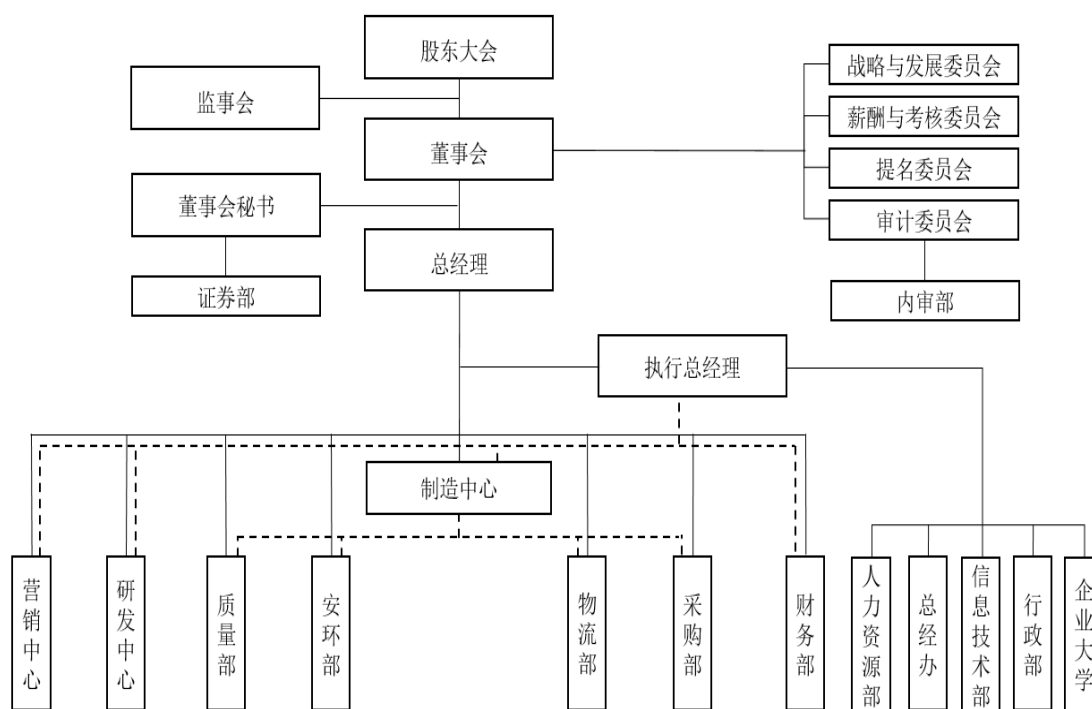 股东大会
监事会
董事会
战略与发展委员会
薪酬与考核委员会
提名委员会
审计委员会
董事会秘书
总经理
证券部
内审部
执行总经理
制造中心
营销中心
研发中心
质量部
安环部
物流部
采购部
财务部
人力资源部
总经办
信息技术部
行政部
企业大学